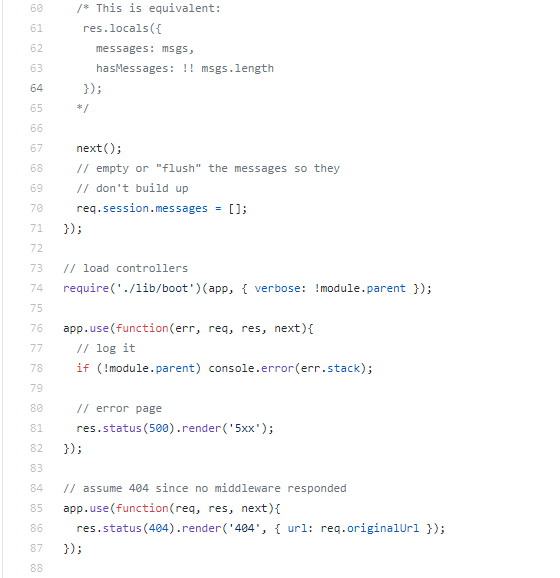 60 /* This is equivalent:
61 res.locals({
62 messages: msgs,
63 hasMessages: !! msgs.length
64 });
65 */
66
67 next();
68 // empty or "flush" the messages so they
69 // don't build up
70 req.session.messages = [];
71 });
72
73 // load controllers
74 require('./lib/boot')(app, { verbose: !module.parent });
75
76 app.use(function(err, req, res, next){
77 // log it
78 if (!module.parent) console.error(err.stack);
79
80 // error page
81 res.status(500).render('5xx');
82 });
83
84 // assume 404 since no middleware responded
85 app.use(function(req, res, next){
86 res.status(404).render('404', { url: req.originalUrl });
87 });
88